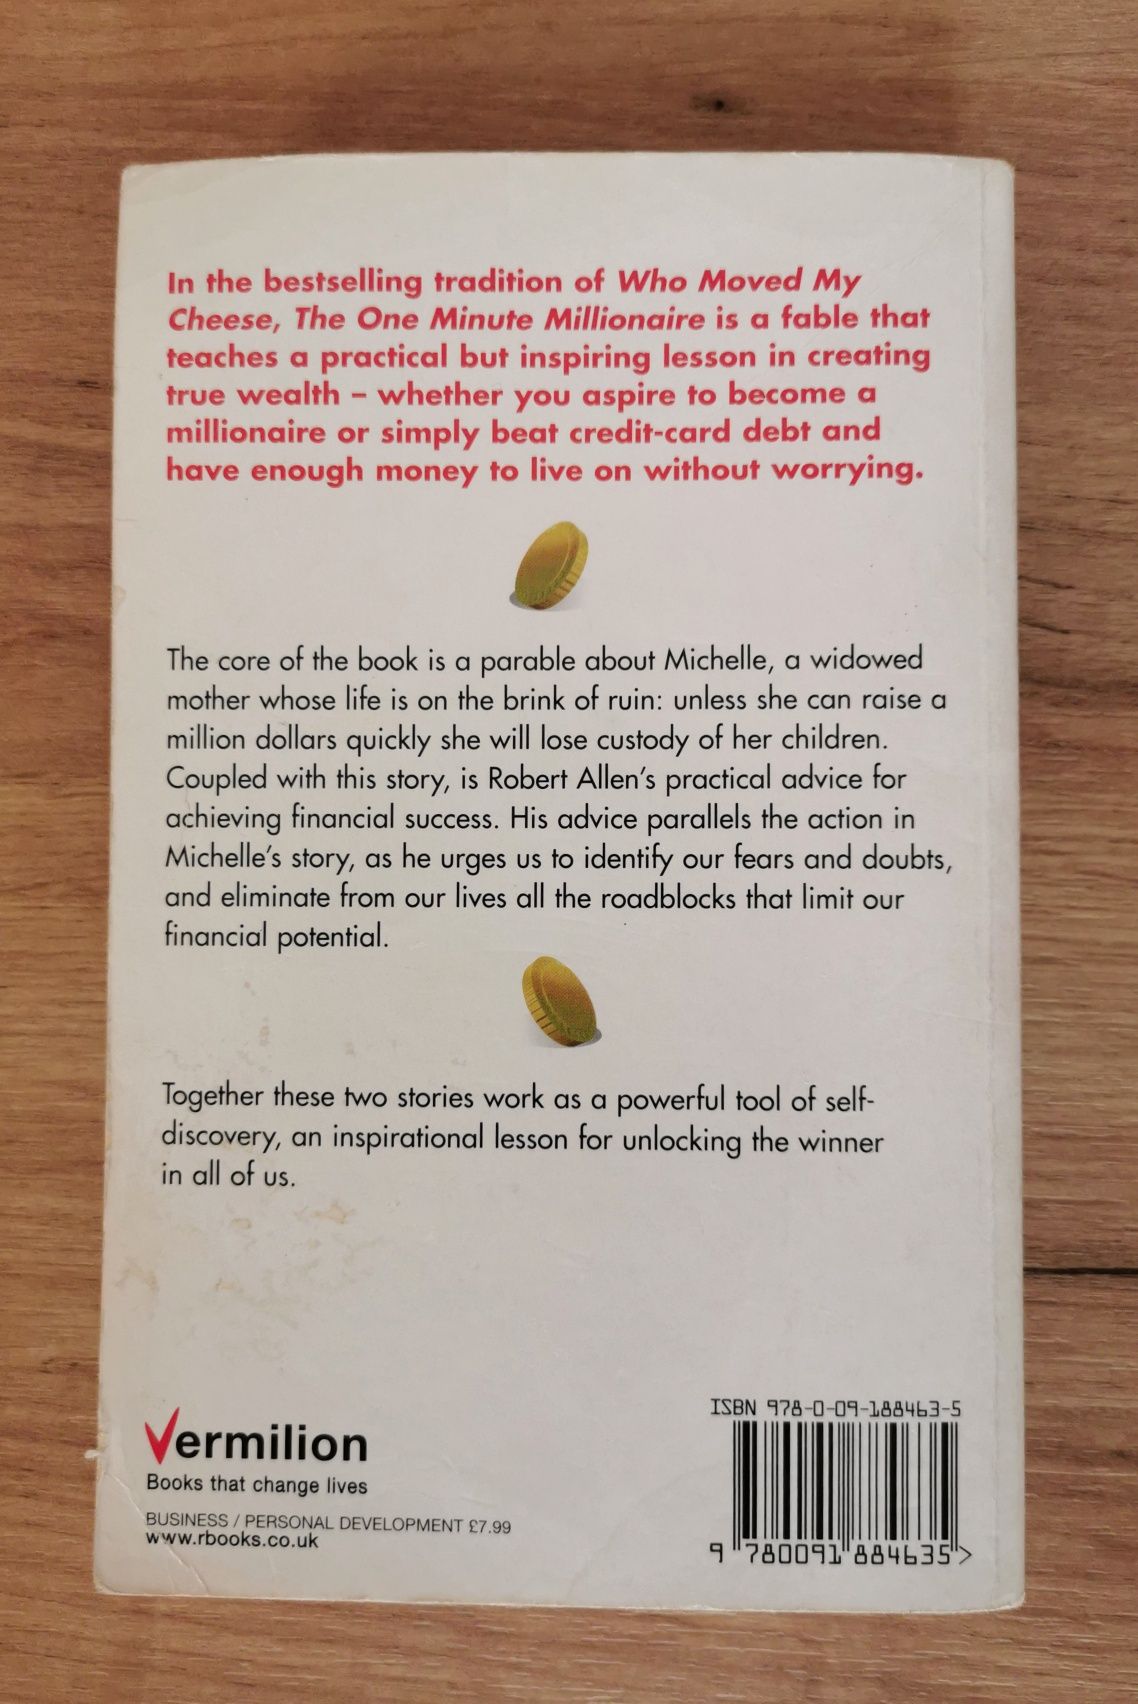 In the bestselling tradition of Who Moved My
Cheese, The One Minute Millionaire is a fable that
teaches a practical but inspiring lesson in creating
true wealth – whether you aspire to become a
millionaire or simply beat credit-card debt and
have enough money to live on without worrying.
The core of the book is a parable about Michelle, a widowed
mother whose life is on the brink of ruin: unless she can raise a
million dollars quickly she will lose custody of her children.
Coupled with this story, is Robert Allen's practical advice for
achieving financial success. His advice parallels the action in
Michelle's story, as he urges us to identify our fears and doubts,
and eliminate from our lives all the roadblocks that limit our
financial potential.
Together these two stories work as a powerful tool of self-
discovery, an inspirational lesson for unlocking the winner
in all of us.
Vermilion
Books that change lives
BUSINESS / PERSONAL DEVELOPMENT £7.99
www.rbooks.co.uk
ISBN 978-0-09-188463-5
9 780091 884635 >